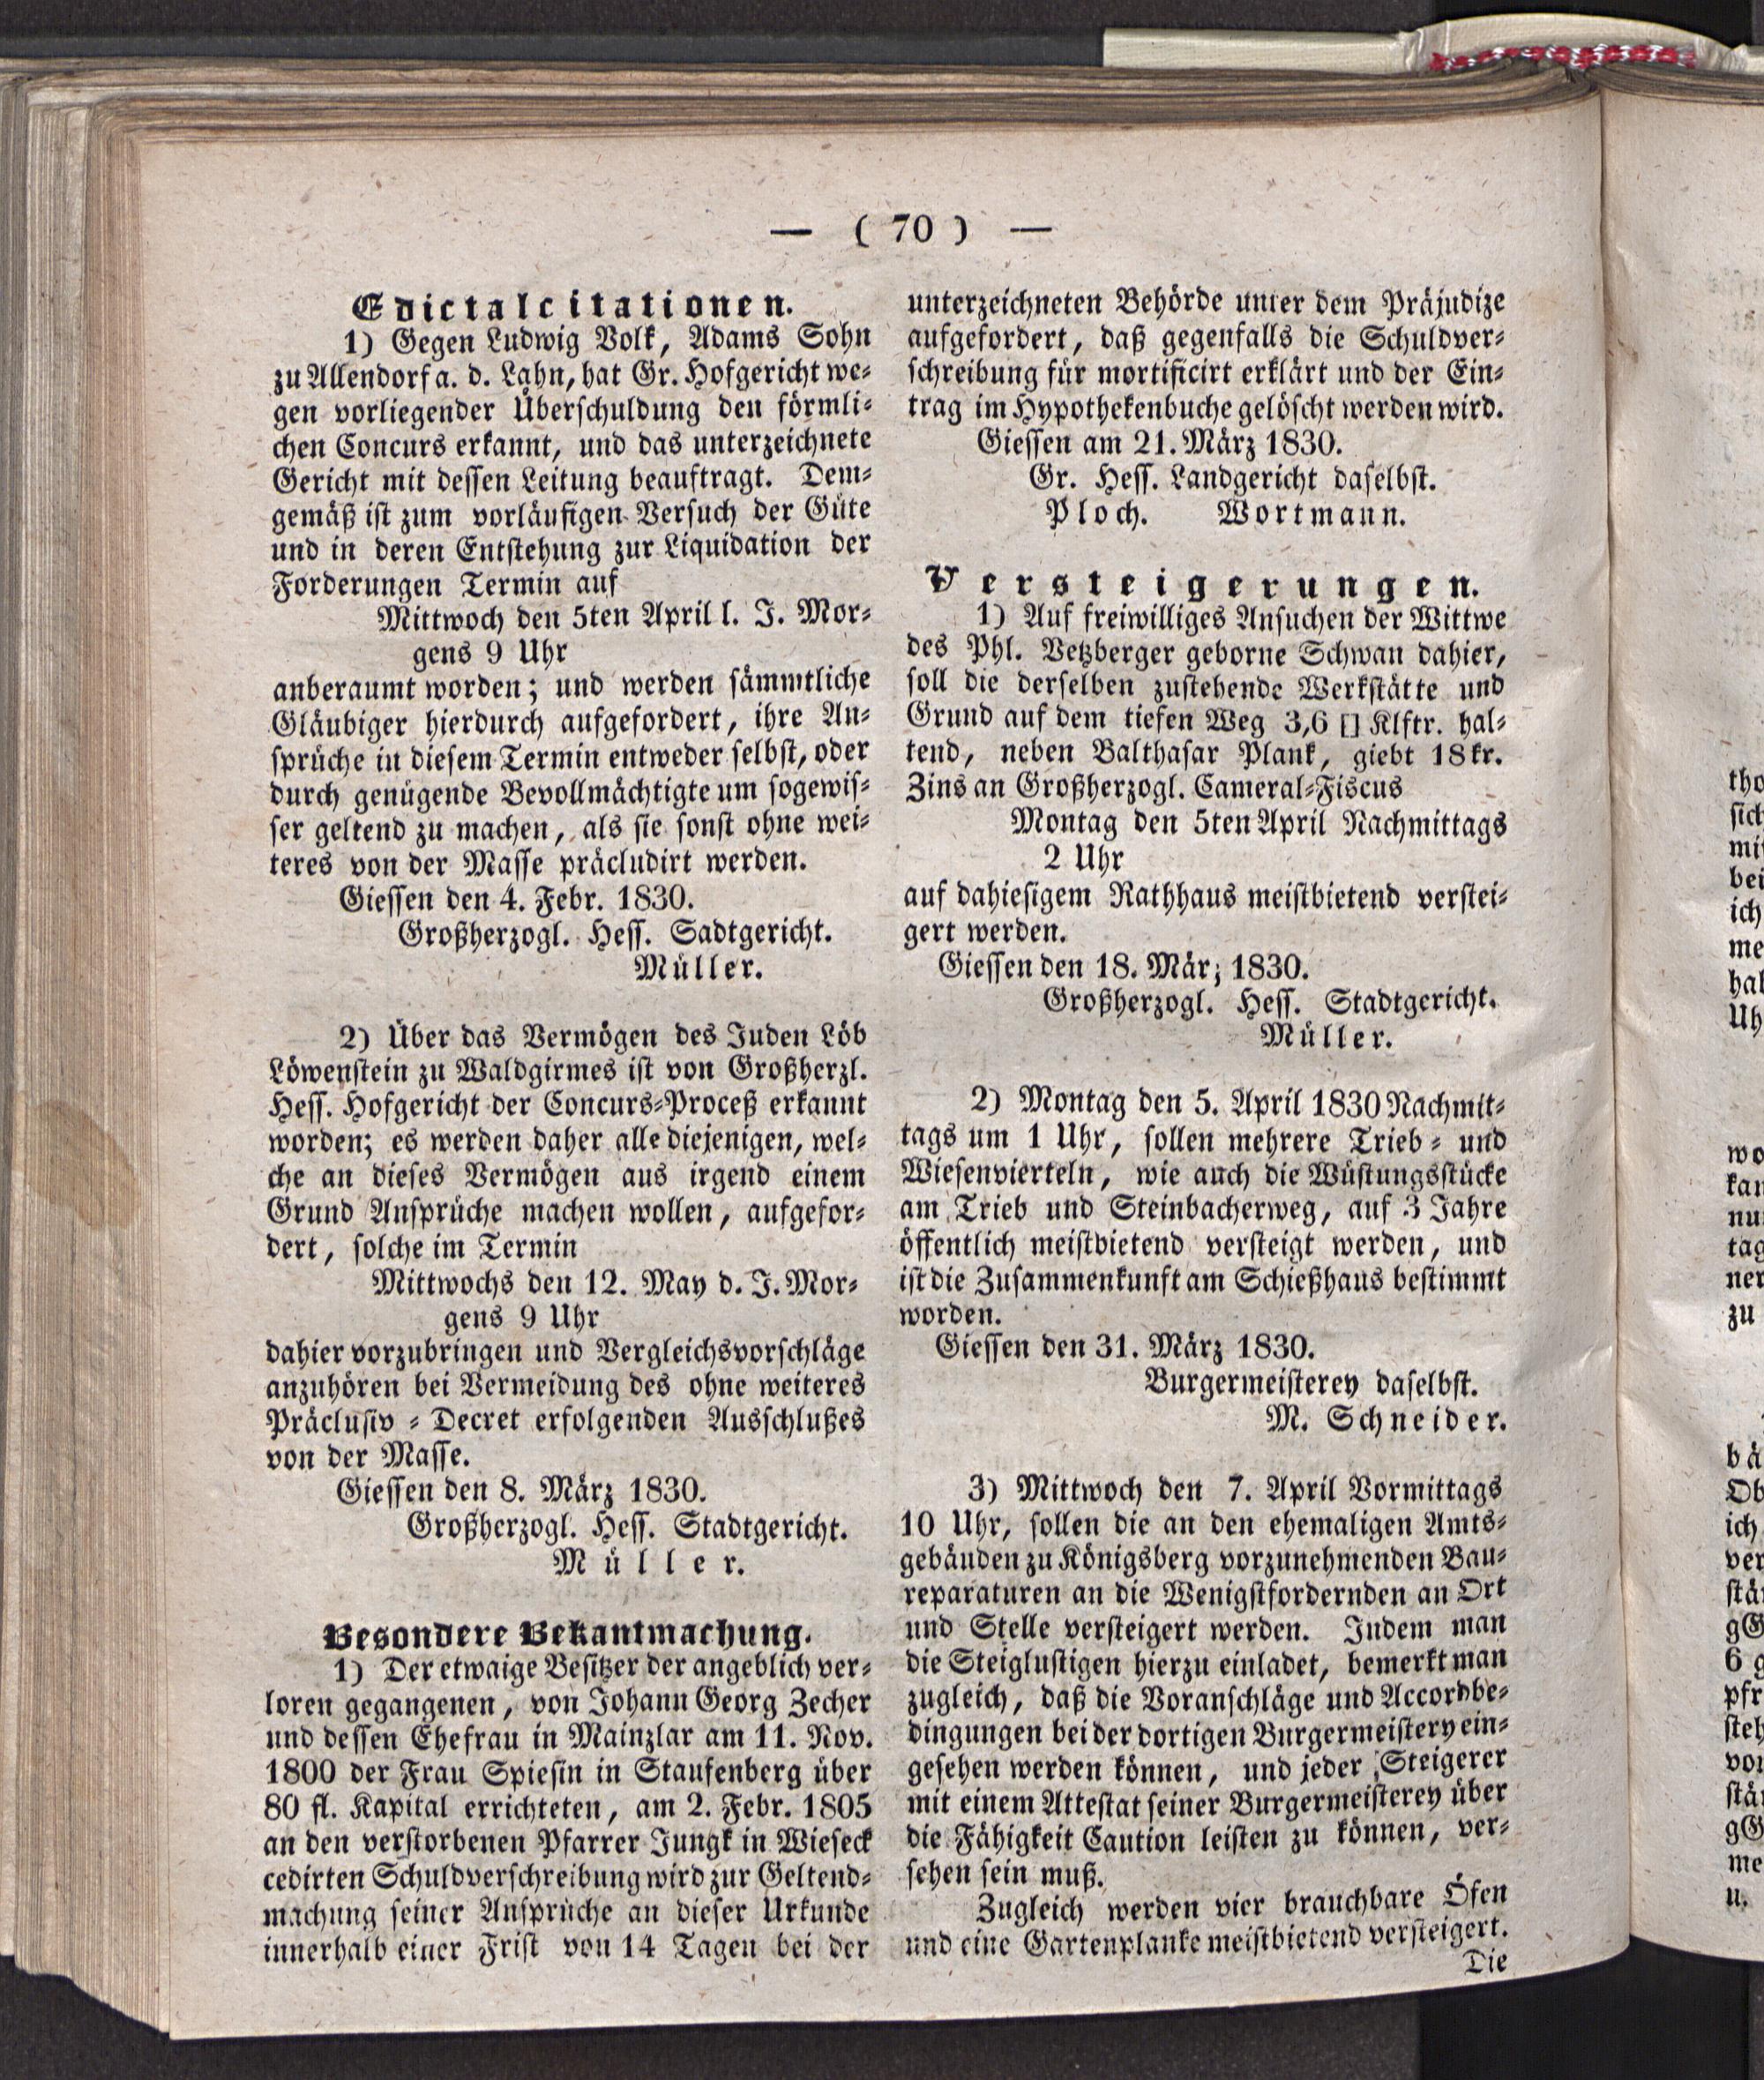 — ( 70 ) —
Edictalcitationen.
1) Gegen Ludwig Volk, Adams Sohn
zu Allendorf a. d. Lahn, hat Gr. Hofgericht we-
gen vorliegender Überschuldung den förmli-
chen Concurs erkannt, und das unterzeichnete
Gericht mit dessen Leitung beauftragt. Dem-
gemäß ist zum vorläufigen Versuch der Güte
und in deren Entstehung zur Liquidation der
Forderungen Termin auf
Mittwoch den 5ten April l. J. Mor-
gens 9 Uhr
anberaumt worden; und werden sämmtliche
Gläubiger hierdurch aufgefordert, ihre An-
sprüche in diesem Termin entweder selbst, oder
durch genügende Bevollmächtigte um sogewis-
ser geltend zu machen, als sie sonst ohne wei-
teres von der Masse präcludirt werden.
Giessen den 4. Febr. 1830.
Großherzogl. Hess. Sadtgericht.
Müller.
2) Über das Vermögen des Juden Löb
Löwenstein zu Waldgirmes ist von Großherzl.
Hess. Hofgericht der Concurs-Proceß erkannt
worden; es werden daher alle diejenigen, wel-
che an dieses Vermögen aus irgend einem
Grund Ansprüche machen wollen, aufgefor-
dert, solche im Termin
Mittwochs den 12. May d. J. Mor-
gens 9 Uhr
dahier vorzubringen und Vergleichsvorschläge
anzuhören bei Vermeidung des ohne weiteres
Präclusiv-Decret erfolgenden Ausschlußes
von der Masse.
Giessen den 8. März 1830.
Großherzogl. Hess. Stadtgericht.
Müller.
Besondere Bekantmachung.
1) Der etwaige Besitzer der angeblich ver-
loren gegangenen, von Johann Georg Zecher
und dessen Ehefrau in Mainzlar am 11. Nov.
1800 der Frau Spiesin in Staufenberg über
80 fl. Kapital errichteten, am 2. Febr. 1805
an den verstorbenen Pfarrer Jungk in Wieseck
cedirten Schuldverschreibung wird zur Geltend-
machung seiner Ansprüche an dieser Urkunde
innerhalb einer Frist von 14 Tagen bei der
unterzeichneten Behörde unter dem Präjudize
aufgefordert, daß gegenfalls die Schuldver-
schreibung für mortificirt erklärt und der Ein-
trag im Hypothekenbuche gelöscht werden wird.
Giessen am 21. März 1830.
Gr. Hess. Landgericht daselbst.
Ploch. Wortmann.
Versteigerungen.
1) Auf freiwilliges Ansuchen der Wittwe
des Phl. Vetzberger geborne Schwan dahier,
soll die derselben zustehende Werkstätte und
Grund auf dem tiefen Weg 3,6 [] Klftr. hal-
tend, neben Balthasar Plank, giebt 18 kr.
Zins an Großherzogl. Cameral-Fiscus
Montag den 5ten April Nachmittags
2 Uhr
auf dahiesigem Rathhaus meistbietend verstei-
gert werden.
Giessen den 18. März 1830.
Großherzogl. Hess. Stadtgericht.
Müller.
2) Montag den 5. April 1830 Nachmit-
tags um 1 Uhr, sollen mehrere Trieb- und
Wiesenvierteln, wie auch die Wüstungsstücke
am Trieb und Steinbacherweg, auf 3 Jahre
öffentlich meistbietend versteigt werden, und
ist die Zusammenkunft am Schießhaus bestimmt
worden.
Giessen den 31. März 1830.
Burgermeisterey daselbst.
M. Schneider.
3) Mittwoch den 7. April Vormittags
10 Uhr, sollen die an den ehemaligen Amts-
gebäuden zu Königsberg vorzunehmenden Bau-
reparaturen an die Wenigstfordernden an Ort
und Stelle versteigert werden. Indem man
die Steiglustigen hierzu einladet, bemerkt man
zugleich, daß die Voranschläge und Accordbe-
dingungen bei der dortigen Burgermeistery ein-
gesehen werden können, und jeder Steigerer
mit einem Attestat seiner Burgermeisterey über
die Fähigkeit Caution leisten zu können, ver-
sehen sein muß.
Zugleich werden vier brauchbare Öfen
und eine Gartenplanke meistbietend versteigert.
Die